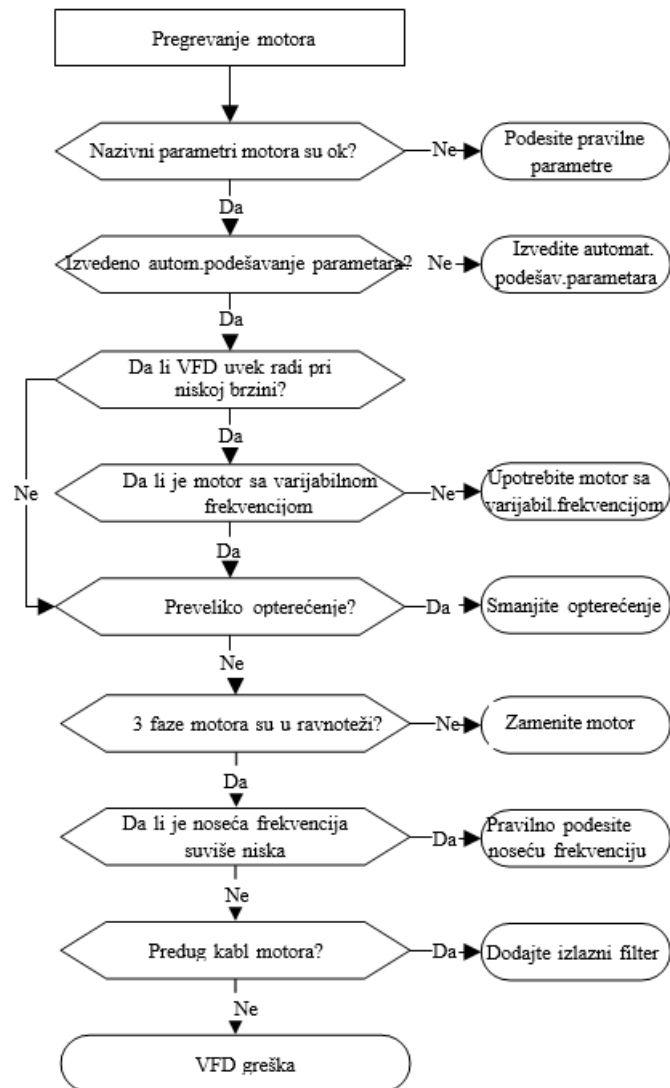 Pregrevanje motora
Nazivni parametri motora su ok?
Ne
Podesite pravilne
parametre
Da
Izvedeno autom.podešavanje parametara?
Ne
Izvedite automat.
podešav.parametara
Da
Da li VFD uvek radi pri
niskoj brzini?
Da
Ne
Da li je motor sa varijabilnom
frekvencijom
Ne
Upotrebite motor sa
varijabil.frekvencijom
Da
Preveliko opterećenje?
Da
Smanjite opterećenje
Ne
3 faze motora su u ravnoteži?
Ne
Zamenite motor
Da
Da li je noseća frekvencija
suviše niska
Da
Pravilno podesite
noseću frekvenciju
Ne
Predug kabl motora?
Da
Dodajte izlazni filter
Ne
VFD greška